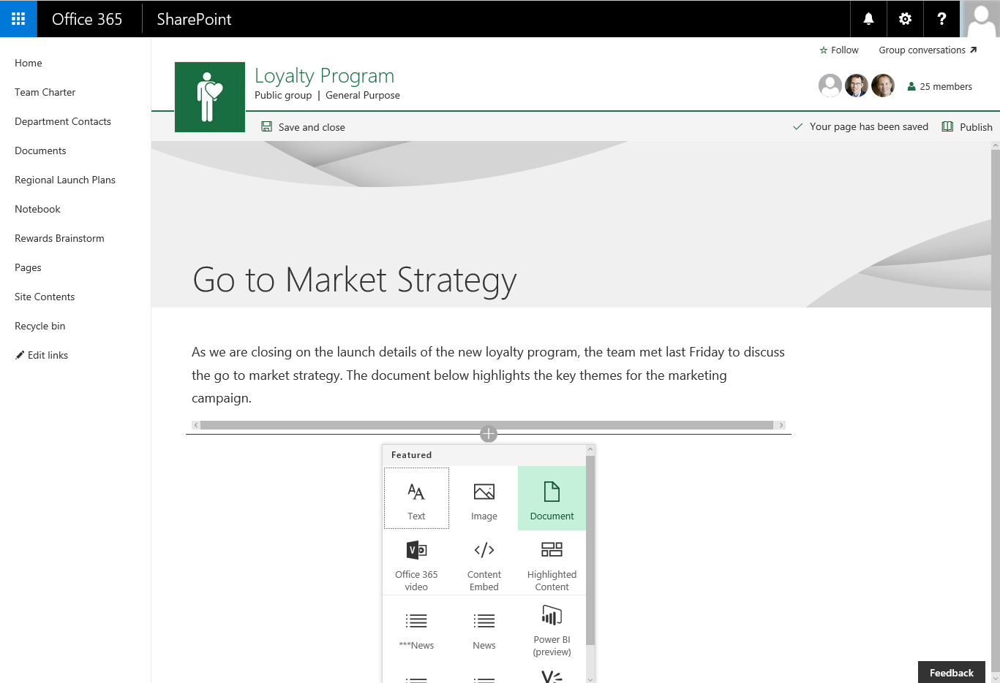 Office 365
SharePoint
?
Home
Team Charter
Department Contacts
Documents
Regional Launch Plans
Notebook
Rewards Brainstorm
Pages
Site Contents
Recycle bin
Edit links
Follow
Group conversations
Loyalty Program
Public group | General Purpose
25 members
Save and close
Your page has been saved
Publish
Go to Market Strategy
As we are closing on the launch details of the new loyalty program, the team met last Friday to discuss
the go to market strategy. The document below highlights the key themes for the marketing
campaign.
Featured
Text
Image
Document
Office 365
video
Content
Embed
Highlighted
Content
***News
News
Power BI
(preview)
Feedback